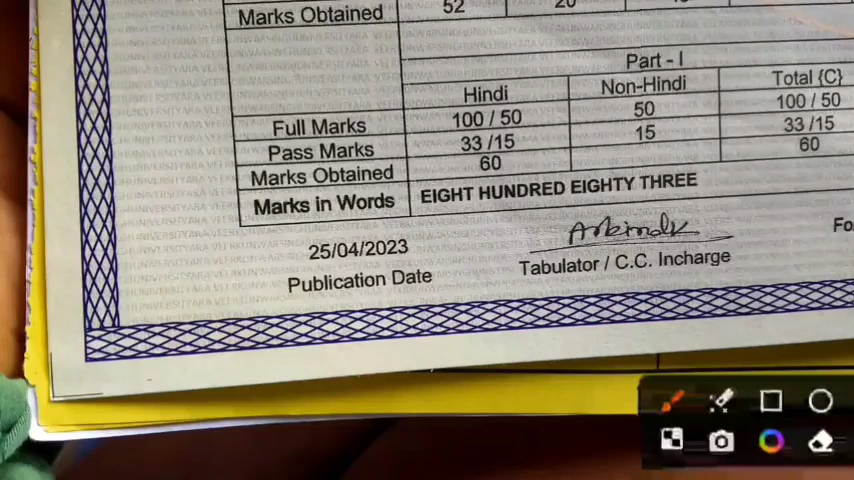 Marks Obtained 52 20
Part - I
Hindi Non-Hindi Total {C}
Full Marks 100 / 50 50 100 / 50
Pass Marks 33 /15 15 33 /15
Marks Obtained 60 60
Marks in Words EIGHT HUNDRED EIGHTY THREE
25/04/2023
Publication Date
Tabulator / C.C. Incharge